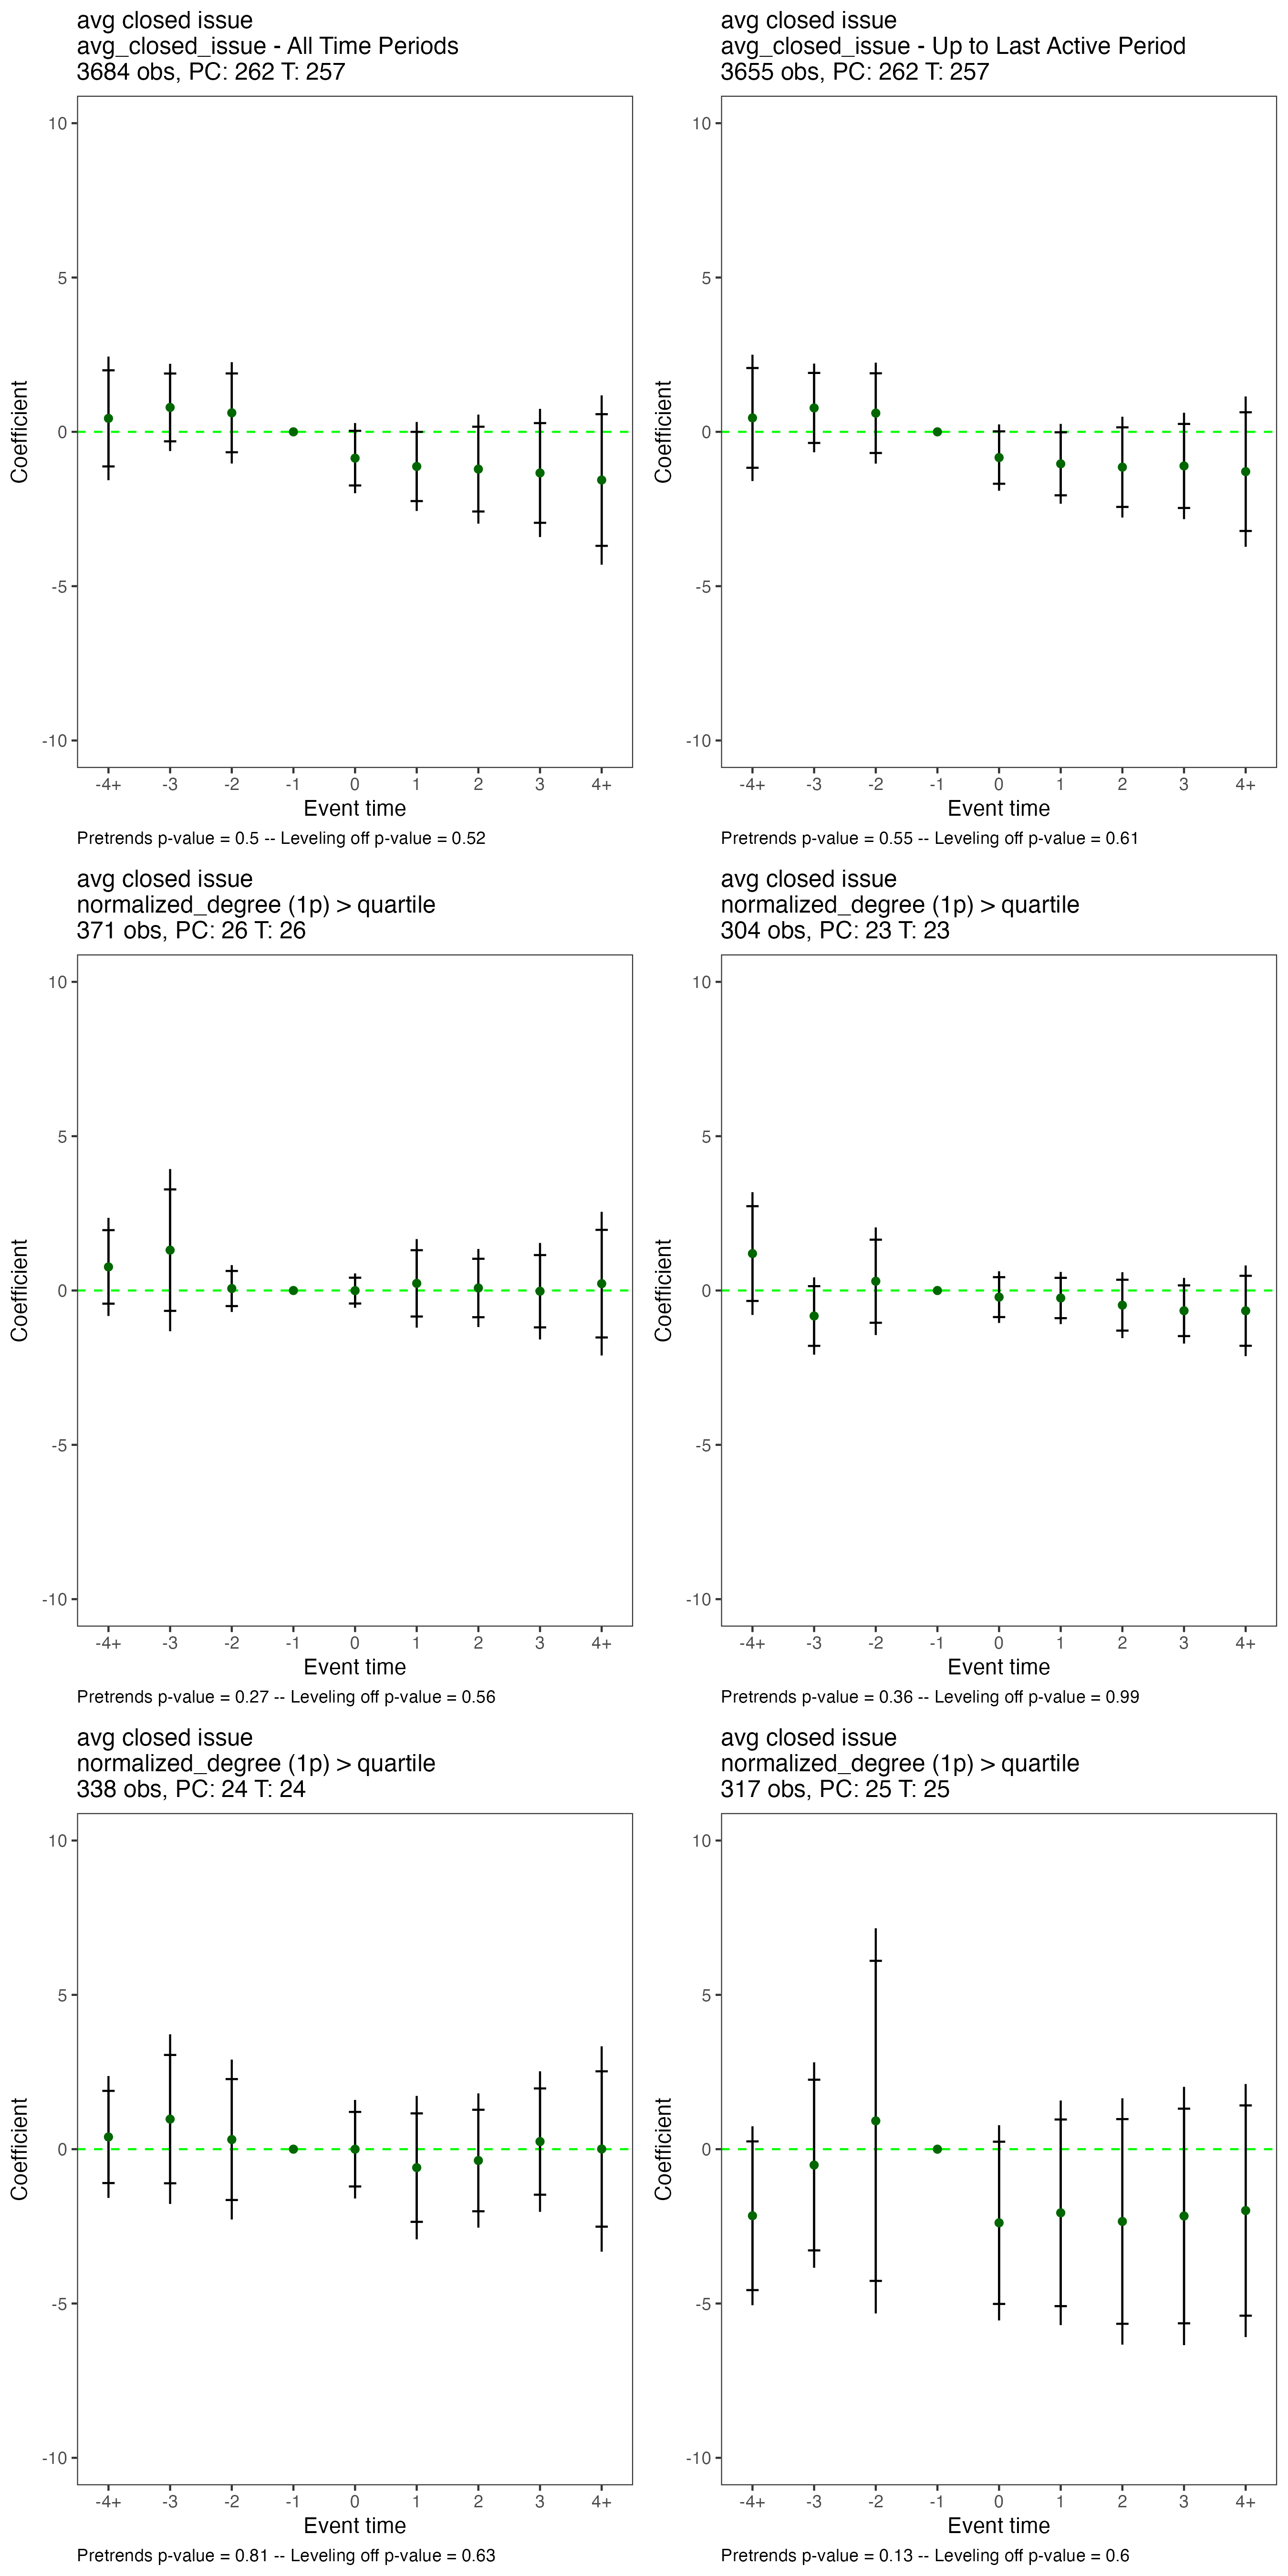 avg closed issue
avg_closed_issue - All Time Periods
3684 obs, PC: 262 T: 257
10
5
0
-5
-10
Coefficient
-4+ -3 -2 -1 0 1 2 3 4+
Event time
Pretrends p-value = 0.5 -- Leveling off p-value = 0.52
avg closed issue
avg_closed_issue - Up to Last Active Period
3655 obs, PC: 262 T: 257
10
5
0
-5
-10
Coefficient
-4+ -3 -2 -1 0 1 2 3 4+
Event time
Pretrends p-value = 0.55 -- Leveling off p-value = 0.61
avg closed issue
normalized_degree (1p) > quartile
371 obs, PC: 26 T: 26
10
5
0
-5
-10
Coefficient
-4+ -3 -2 -1 0 1 2 3 4+
Event time
Pretrends p-value = 0.27 -- Leveling off p-value = 0.56
avg closed issue
normalized_degree (1p) > quartile
304 obs, PC: 23 T: 23
10
5
0
-5
-10
Coefficient
-4+ -3 -2 -1 0 1 2 3 4+
Event time
Pretrends p-value = 0.36 -- Leveling off p-value = 0.99
avg closed issue
normalized_degree (1p) > quartile
338 obs, PC: 24 T: 24
10
5
0
-5
-10
Coefficient
-4+ -3 -2 -1 0 1 2 3 4+
Event time
Pretrends p-value = 0.81 -- Leveling off p-value = 0.63
avg closed issue
normalized_degree (1p) > quartile
317 obs, PC: 25 T: 25
10
5
0
-5
-10
Coefficient
-4+ -3 -2 -1 0 1 2 3 4+
Event time
Pretrends p-value = 0.13 -- Leveling off p-value = 0.6